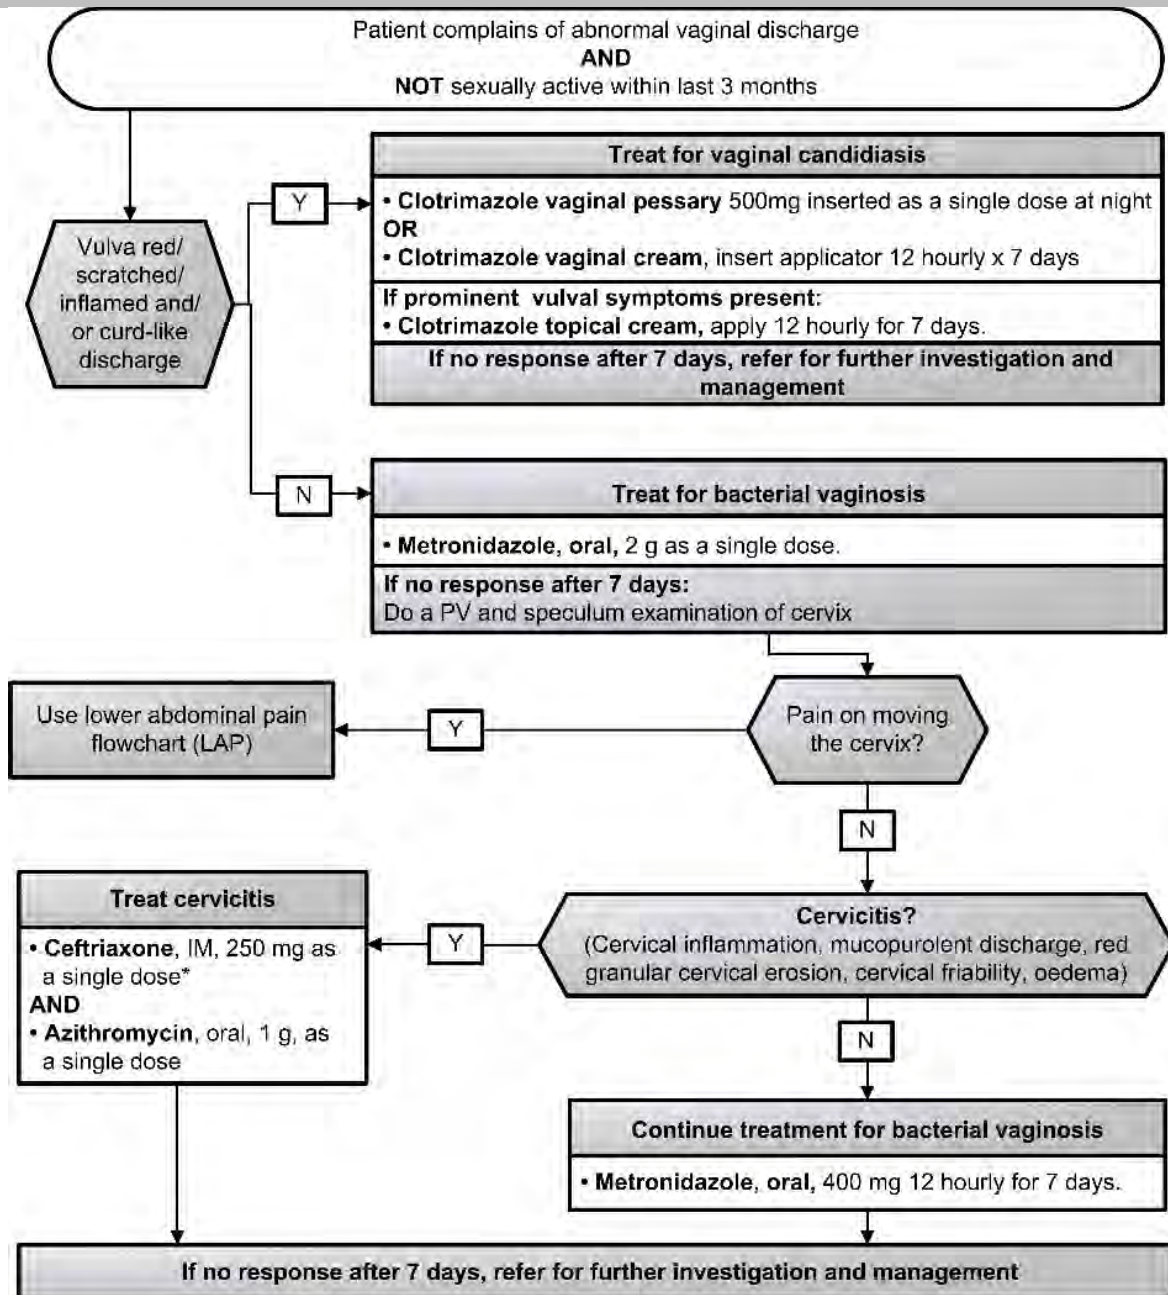 Patient complains of abnormal vaginal discharge
AND
NOT sexually active within last 3 months
Vulva red/
scratched/
inflamed and/
or curd-like
discharge
Y
Treat for vaginal candidiasis
• Clotrimazole vaginal pessary 500mg inserted as a single dose at night
OR
• Clotrimazole vaginal cream, insert applicator 12 hourly x 7 days
If prominent vulval symptoms present:
• Clotrimazole topical cream, apply 12 hourly for 7 days.
If no response after 7 days, refer for further investigation and
management
N
Treat for bacterial vaginosis
• Metronidazole, oral, 2 g as a single dose.
If no response after 7 days:
Do a PV and speculum examination of cervix
Pain on moving
the cervix?
Y
Use lower abdominal pain
flowchart (LAP)
N
Cervicitis?
(Cervical inflammation, mucopurolent discharge, red
granular cervical erosion, cervical friability, oedema)
Y
Treat cervicitis
• Ceftriaxone, IM, 250 mg as
a single dose*
AND
• Azithromycin, oral, 1 g, as
a single dose
N
Continue treatment for bacterial vaginosis
• Metronidazole, oral, 400 mg 12 hourly for 7 days.
If no response after 7 days, refer for further investigation and management